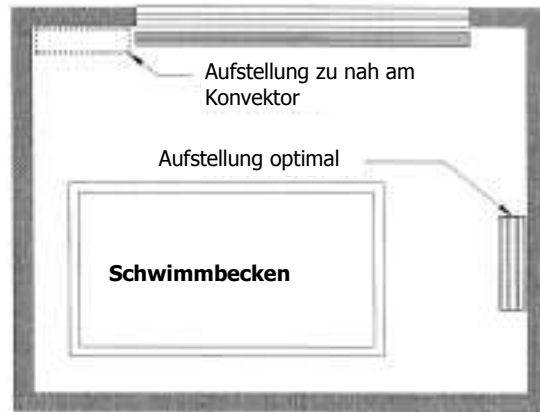 Aufstellung zu nah am
Konvektor
Aufstellung optimal
Schwimmbecken